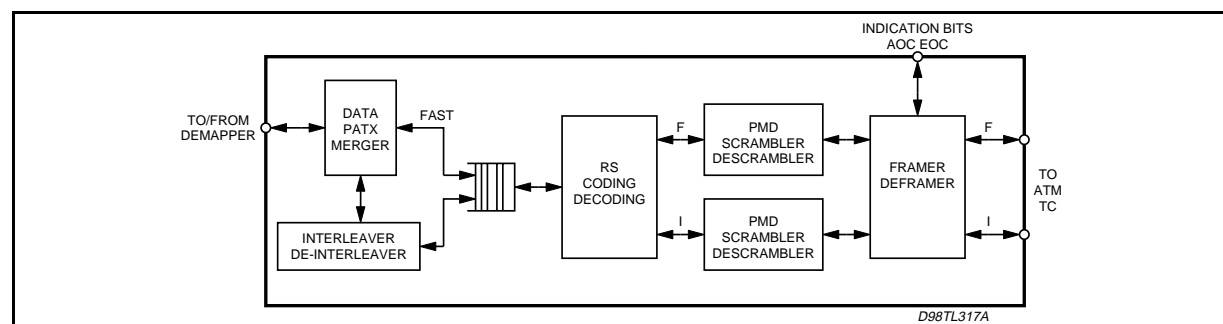 INDICATION BITS
AOC EOC
TO/FROM
DEMAPPER
DATA
PATX
MERGER
FAST
INTERLEAVER
DE-INTERLEAVER
RS
CODING
DECODING
F
I
PMD
SCRAMBLER
DESCRAMBLER
PMD
SCRAMBLER
DESCRAMBLER
FRAMER
DEFRAMER
F
I
TO
ATM
TC
D98TL317A